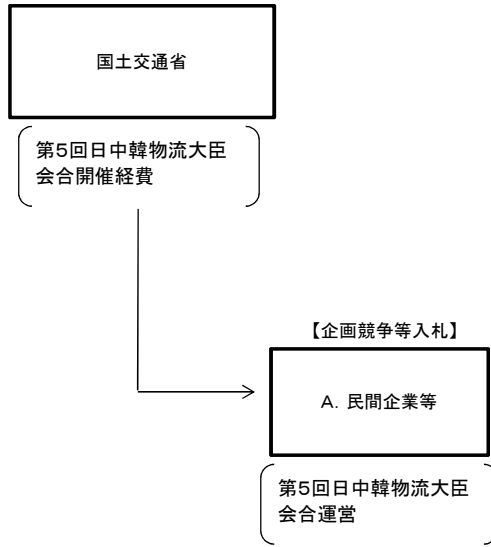 国土交通省
第5回日中韓物流大臣
会合開催経費
【企画競争等入札】
A. 民間企業等
第5回日中韓物流大臣
会合運営